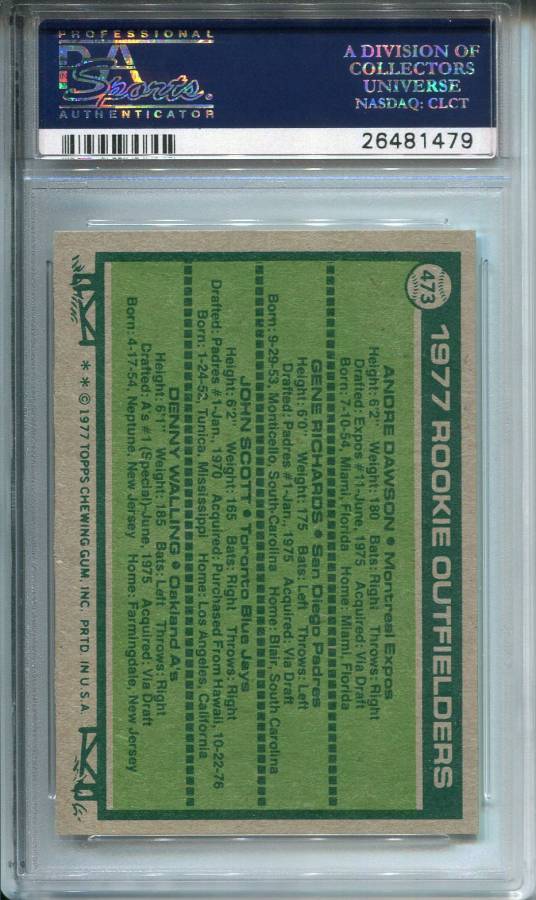 PROFESSIONAL
PSA
Sports.
AUTHENTICATOR
A DIVISION OF
COLLECTORS
UNIVERSE
NASDAQ: CLCT
26481479
473
1977 ROOKIE OUTFIELDERS
ANDRE DAWSON • Montreal Expos
Height: 6'2" Weight: 180 Bats: Right Throws: Right
Drafted: Expos #11-June, 1975 Acquired: Via Draft
Born: 7-10-54, Miami, Florida Home: Miami, Florida
GENE RICHARDS • San Diego Padres
Height: 6'0" Weight: 175 Bats: Left Throws: Left
Drafted: Padres #1-Jan., 1975 Acquired: Via Draft
Born: 9-29-53, Monticello, South Carolina Home: Blair, South Carolina
JOHN SCOTT • Toronto Blue Jays
Height: 6'2" Weight: 165 Bats: Right Throws: Right
Drafted: Padres #1-Jan., 1970 Acquired: Purchased From Hawaii, 10-22-76
Born: 1-24-52, Tunica, Mississippi Home: Los Angeles, California
DENNY WALLING • Oakland A's
Height: 6'1" Weight: 185 Bats: Left Throws: Right
Drafted: A's #1 (Special)-June, 1975 Acquired: Via Draft
Born: 4-17-54, Neptune, New Jersey Home: Farmingdale, New Jersey
* * © 1977 TOPPS CHEWING GUM, INC. PRTD. IN U.S.A.